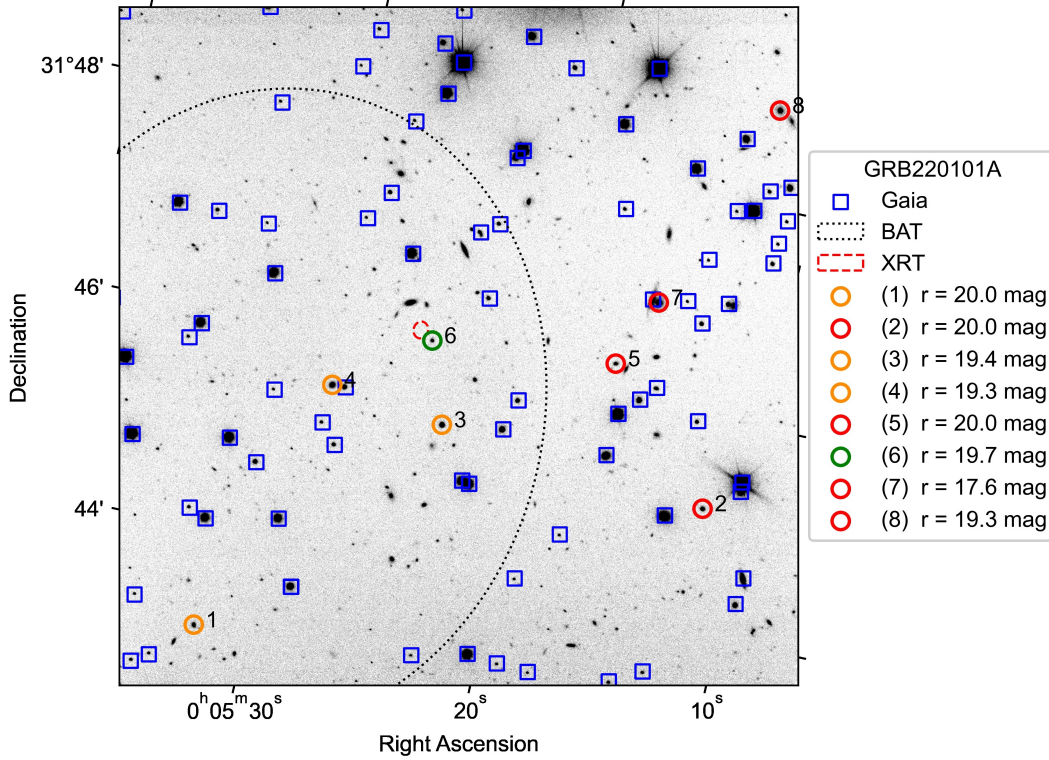 31°48'
46'
44'
Declination
0ʰ05ᵐ30ˢ
20ˢ
10ˢ
Right Ascension
8
7
6
5
4
3
2
1
GRB220101A
Gaia
BAT
XRT
(1) r = 20.0 mag
(2) r = 20.0 mag
(3) r = 19.4 mag
(4) r = 19.3 mag
(5) r = 20.0 mag
(6) r = 19.7 mag
(7) r = 17.6 mag
(8) r = 19.3 mag